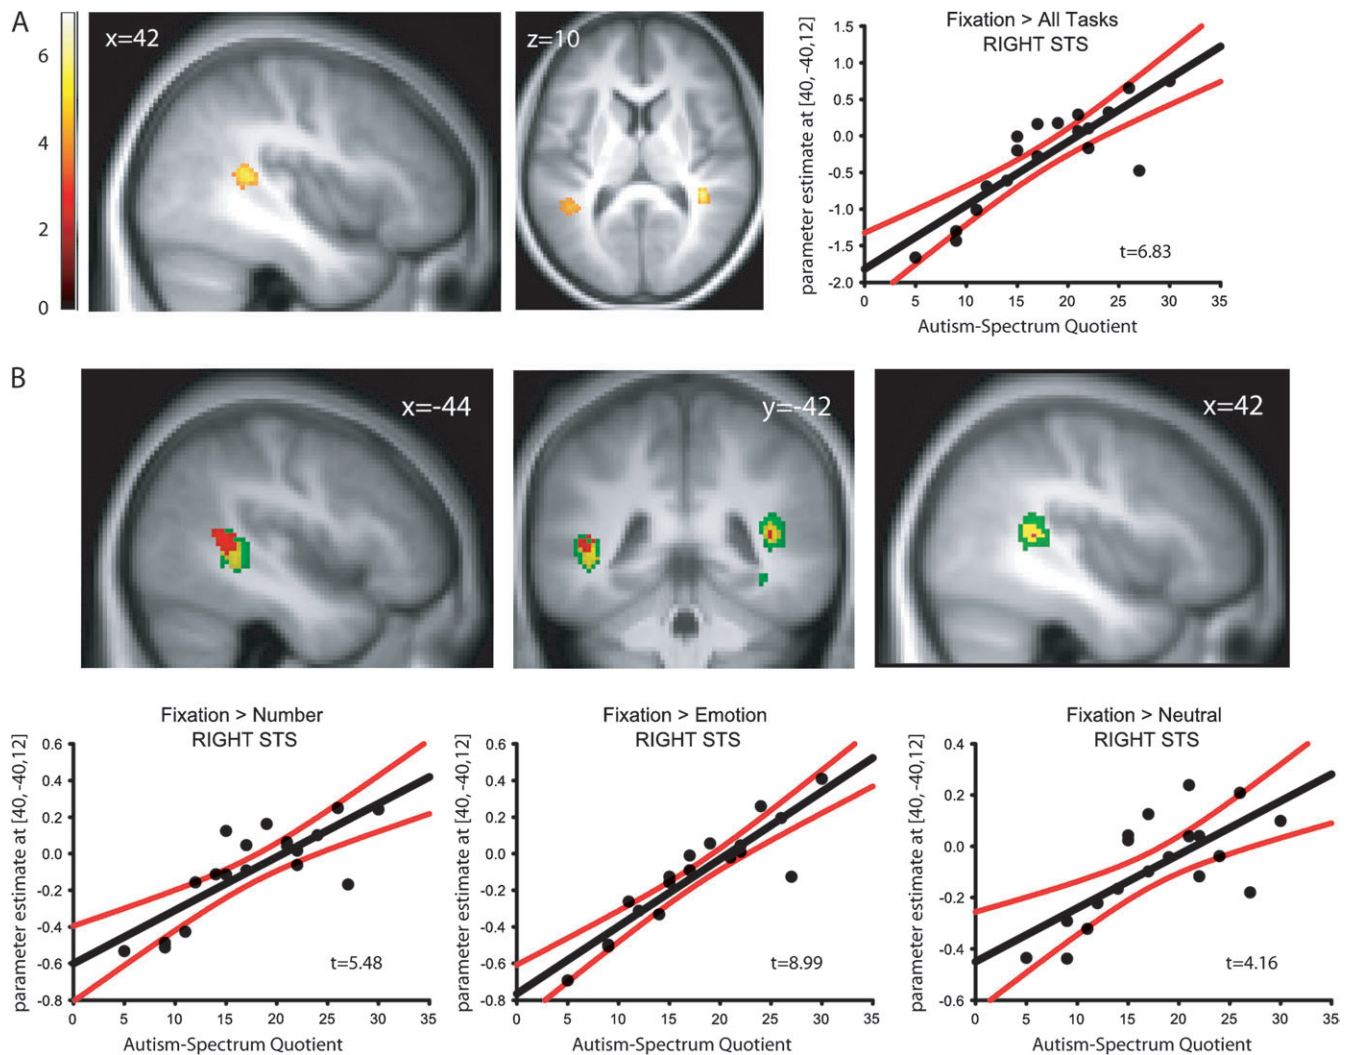 A
6
4
2
0
x=42
z=10
Fixation > All Tasks
RIGHT STS
parameter estimate at [40,-40,12]
1.5
1.0
0.5
0.0
-0.5
-1.0
-1.5
-2.0
t=6.83
0 5 10 15 20 25 30 35
Autism-Spectrum Quotient
B
x=-44
y=-42
x=42
Fixation > Number
RIGHT STS
parameter estimate at [40,-40,12]
0.6
0.4
0.2
0.0
-0.2
-0.4
-0.6
-0.8
t=5.48
0 5 10 15 20 25 30 35
Autism-Spectrum Quotient
Fixation > Emotion
RIGHT STS
parameter estimate at [40,-40,12]
0.6
0.4
0.2
0.0
-0.2
-0.4
-0.6
-0.8
t=8.99
0 5 10 15 20 25 30 35
Autism-Spectrum Quotient
Fixation > Neutral
RIGHT STS
parameter estimate at [40,-40,12]
0.4
0.2
0.0
-0.2
-0.4
-0.6
t=4.16
0 5 10 15 20 25 30 35
Autism-Spectrum Quotient